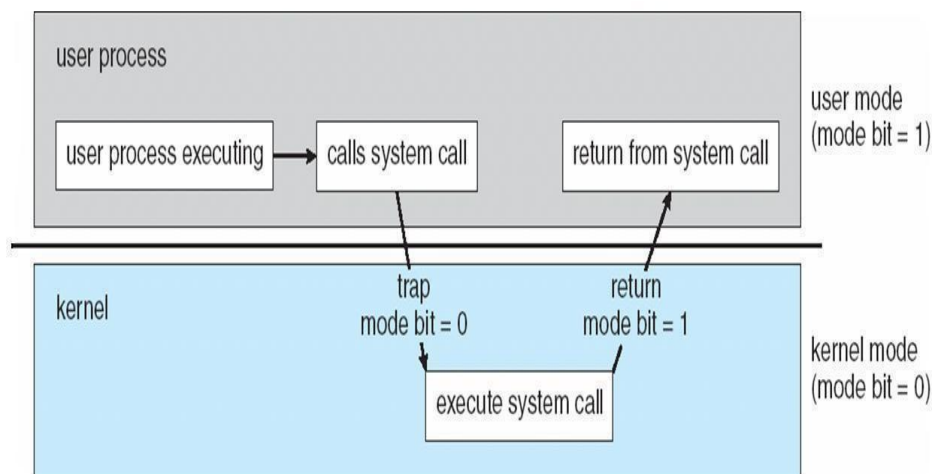 user process
user process executing
calls system call
return from system call
user mode
(mode bit = 1)
trap
mode bit = 0
return
mode bit = 1
kernel
kernel mode
(mode bit = 0)
execute system call